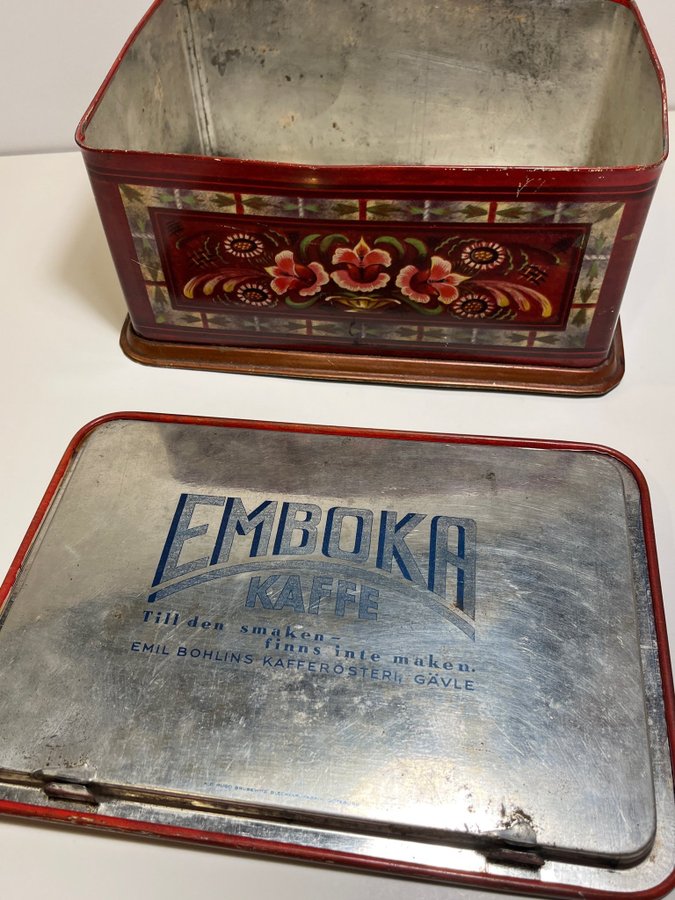 EMBOKA
KAFFE
Till den smaken –
finns inte maken.
EMIL BOHLINS KAFFERÖSTERI, GÄVLE